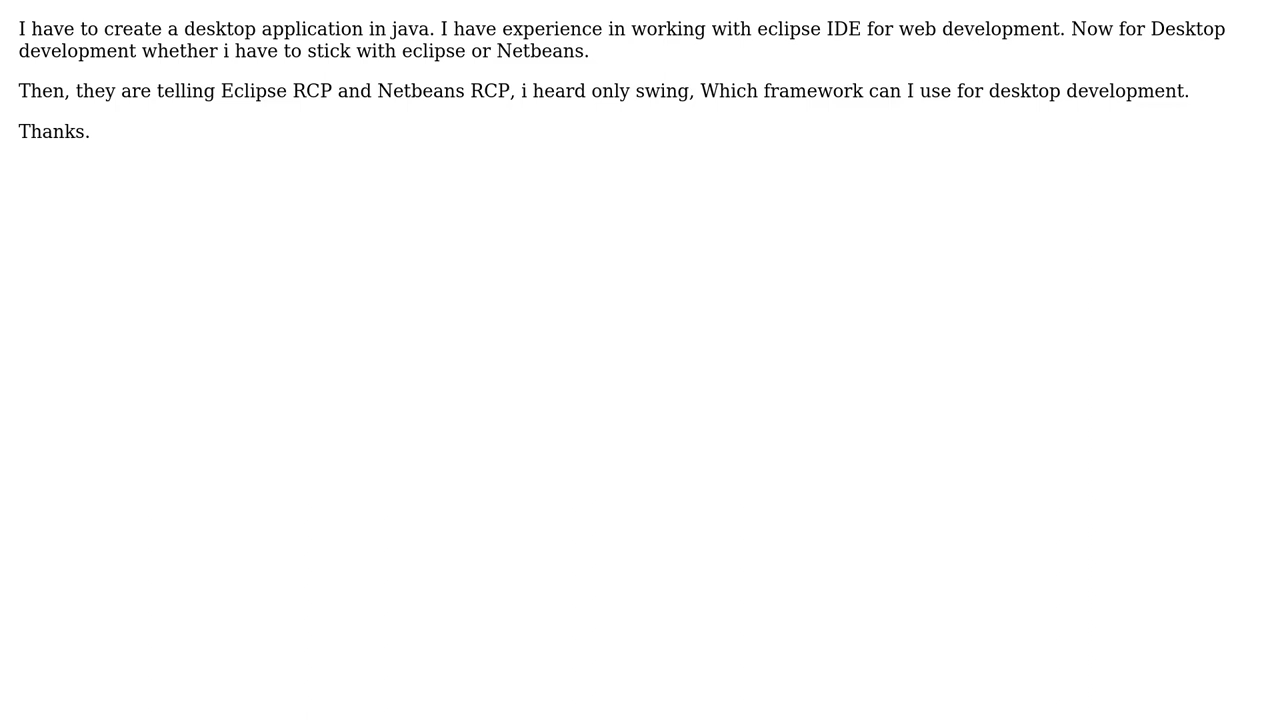 I have to create a desktop application in java. I have experience in working with eclipse IDE for web development. Now for Desktop
development whether i have to stick with eclipse or Netbeans.
Then, they are telling Eclipse RCP and Netbeans RCP, i heard only swing, Which framework can I use for desktop development.
Thanks.